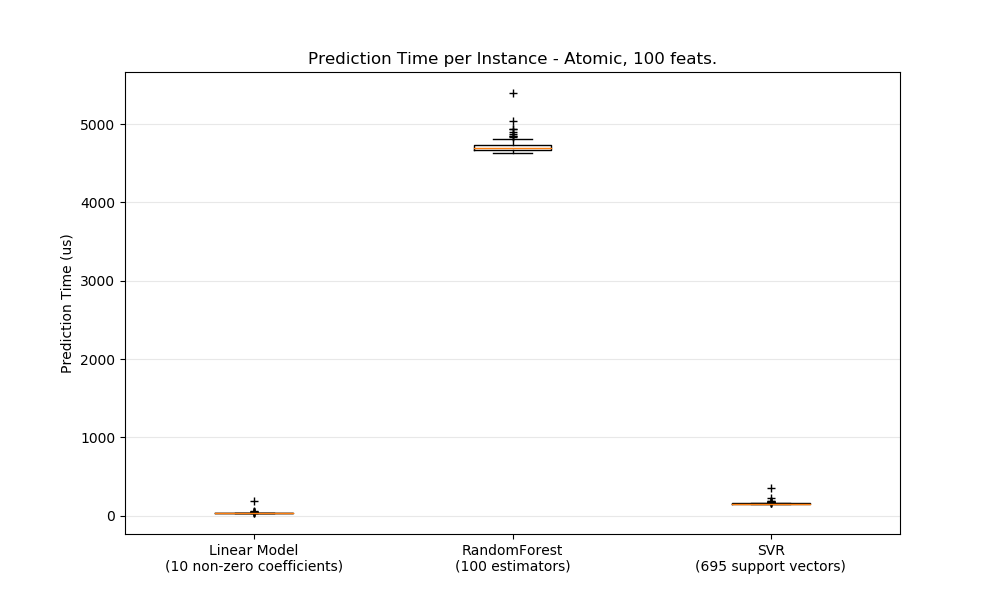 Prediction Time per Instance - Atomic, 100 feats.
Prediction Time (us)
5000
4000
3000
2000
1000
0
Linear Model
(10 non-zero coefficients)
RandomForest
(100 estimators)
SVR
(695 support vectors)